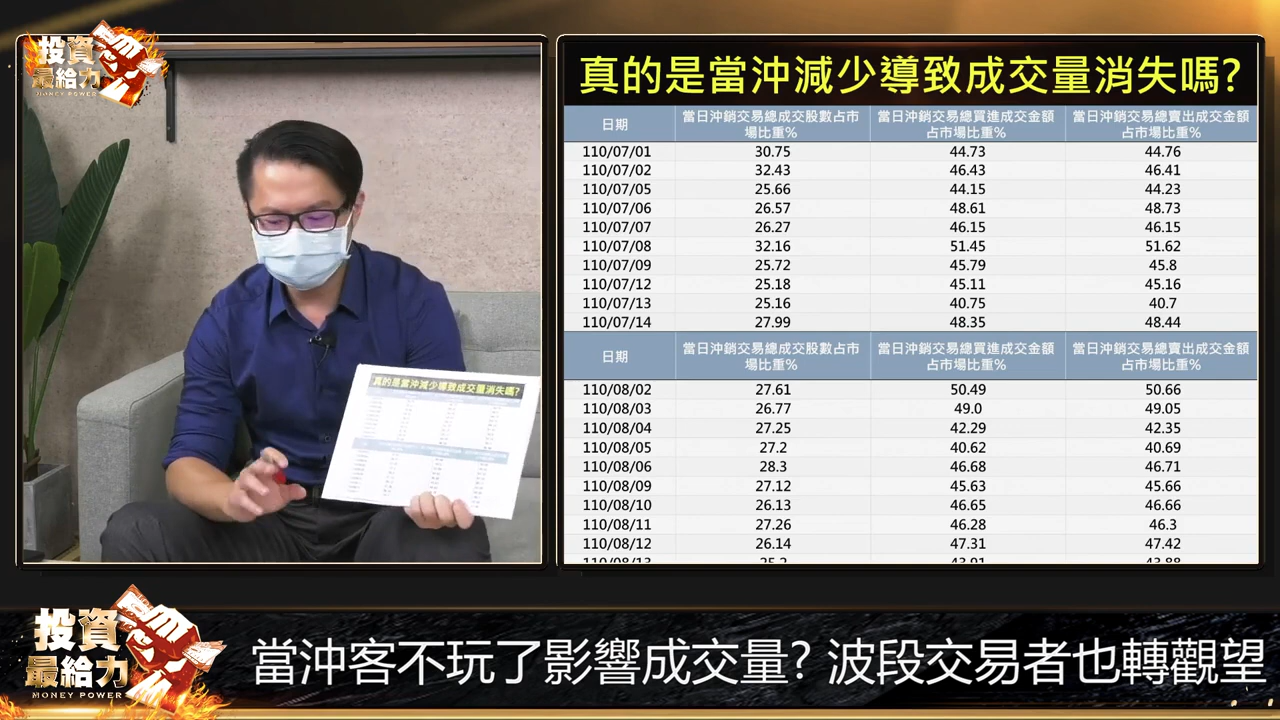 投資
最給力
MONEY POWER
真的是當沖減少導致成交量消失嗎?
真的是當沖減少導致成交量消失嗎?
日期 當日沖銷交易總成交股數占市場比重% 當日沖銷交易總買進成交金額占市場比重% 當日沖銷交易總賣出成交金額占市場比重%
110/07/01 30.75 44.73 44.76
110/07/02 32.43 46.43 46.41
110/07/05 25.66 44.15 44.23
110/07/06 26.57 48.61 48.73
110/07/07 26.27 46.15 46.15
110/07/08 32.16 51.45 51.62
110/07/09 25.72 45.79 45.8
110/07/12 25.18 45.11 45.16
110/07/13 25.16 40.75 40.7
110/07/14 27.99 48.35 48.44
日期 當日沖銷交易總成交股數占市場比重% 當日沖銷交易總買進成交金額占市場比重% 當日沖銷交易總賣出成交金額占市場比重%
110/08/02 27.61 50.49 50.66
110/08/03 26.77 49.0 49.05
110/08/04 27.25 42.29 42.35
110/08/05 27.2 40.62 40.69
110/08/06 28.3 46.68 46.71
110/08/09 27.12 45.63 45.66
110/08/10 26.13 46.65 46.66
110/08/11 27.26 46.28 46.3
110/08/12 26.14 47.31 47.42
投資
最給力
MONEY POWER
當沖客不玩了影響成交量? 波段交易者也轉觀望